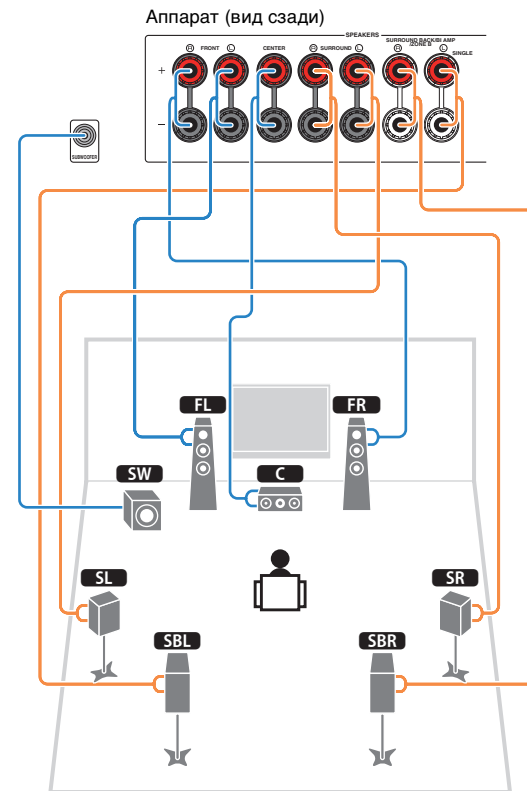 Аппарат (вид сзади)
SPEAKERS
R FRONT L CENTER R SURROUND L SURROUND BACK/BI AMP
/ZONE B
R L SINGLE
+
–
SUBWOOFER
FL FR
SW C
SL SR
SBL SBR